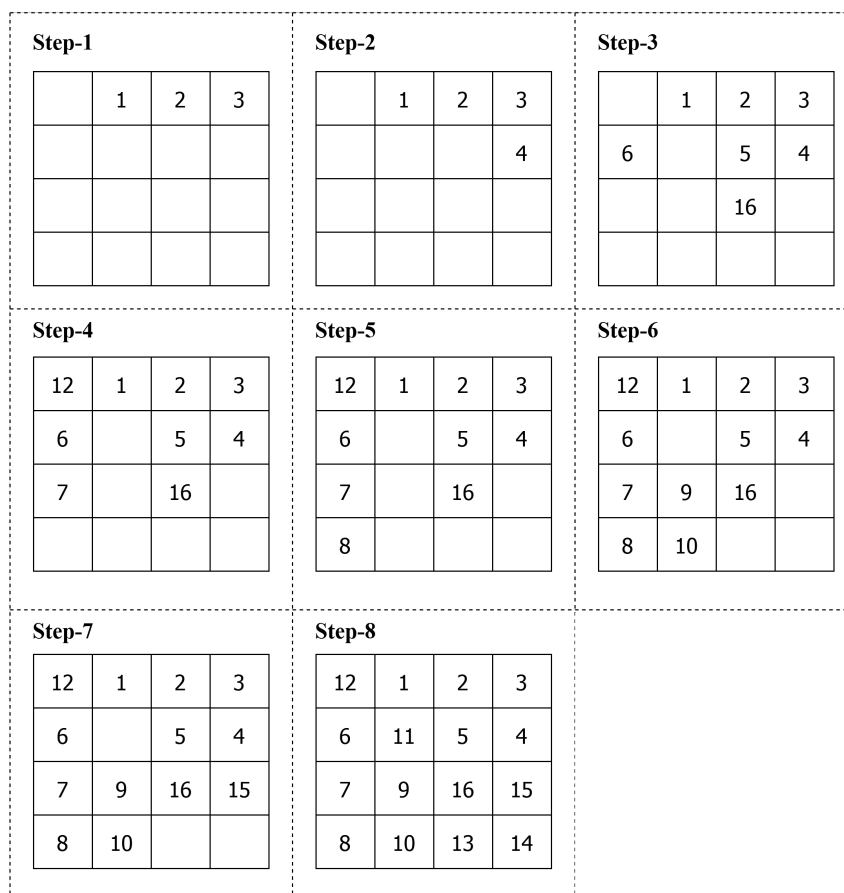 Step-1 Step-2 Step-3
1 2 3 1 2 3 1 2 3
4 6 5 4
16
Step-4 Step-5 Step-6
12 1 2 3 12 1 2 3 12 1 2 3
6 5 4 6 5 4 6 5 4
7 16 7 16 7 9 16
8 8 10
Step-7 Step-8
12 1 2 3 12 1 2 3
6 5 4 6 11 5 4
7 9 16 15 7 9 16 15
8 10 8 10 13 14